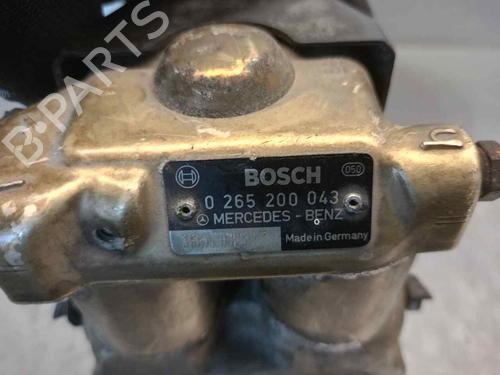 B-PARTS
BOSCH
050
0 265 200 043
MERCEDES - BENZ
Made in Germany